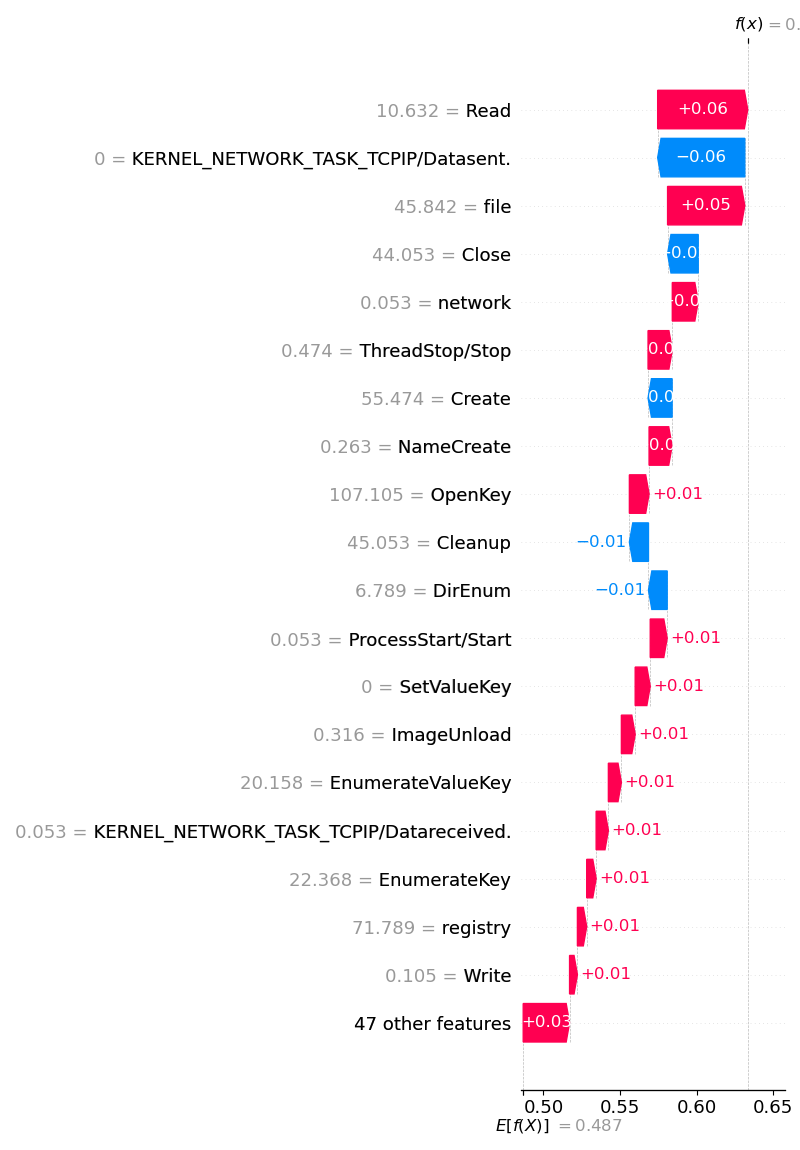 f(x) = 0.
10.632 = Read
+0.06
0 = KERNEL_NETWORK_TASK_TCPIP/Datasent.
−0.06
45.842 = file
+0.05
44.053 = Close
0.053 = network
0.474 = ThreadStop/Stop
55.474 = Create
0.263 = NameCreate
107.105 = OpenKey
+0.01
45.053 = Cleanup
−0.01
6.789 = DirEnum
−0.01
0.053 = ProcessStart/Start
+0.01
0 = SetValueKey
+0.01
0.316 = ImageUnload
+0.01
20.158 = EnumerateValueKey
+0.01
0.053 = KERNEL_NETWORK_TASK_TCPIP/Datareceived.
+0.01
22.368 = EnumerateKey
+0.01
71.789 = registry
+0.01
0.105 = Write
+0.01
47 other features
+0.03
0.50 0.55 0.60 0.65
E[f(X)] = 0.487